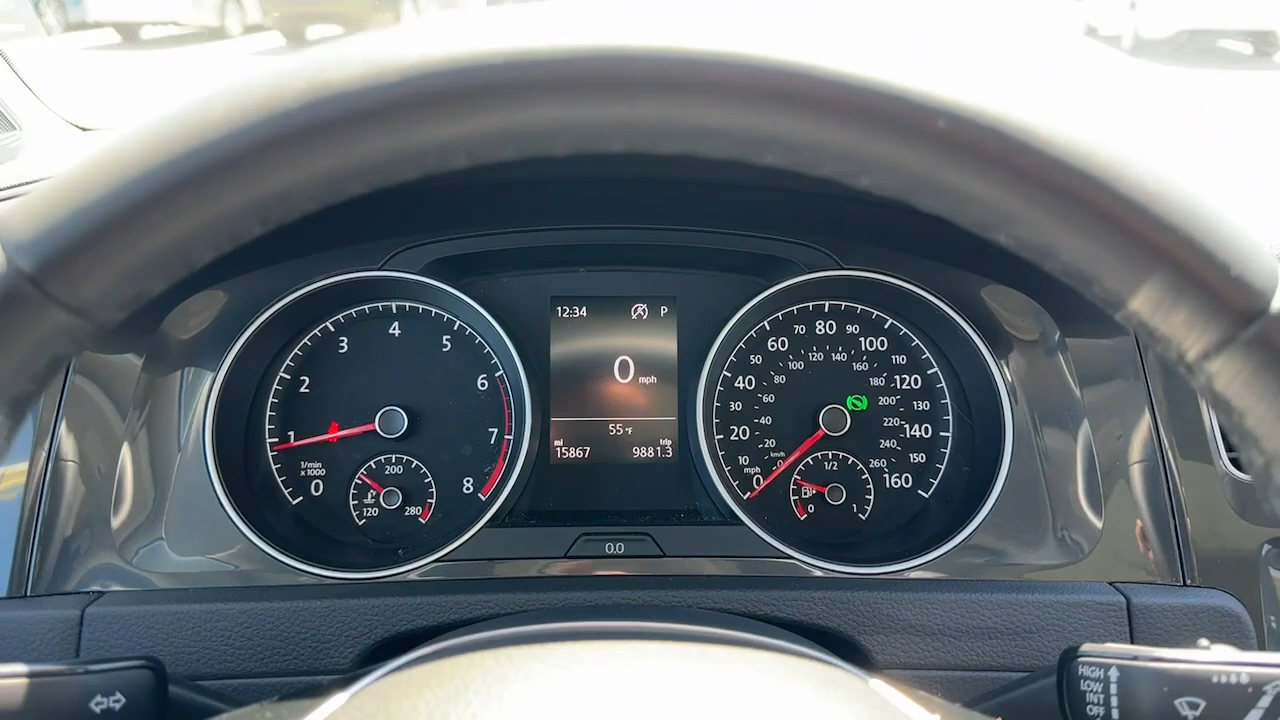 12:34 P
0 mph
55 °F
mi trip
15867 9881.3
0 1 2 3 4 5 6 7 8
1/min
x1000
120 200 280
0 10 20 30 40 50 60 70 80 90 100 110 120 130 140 150 160
mph
km/h
0 20 40 60 80 100 120 140 160 180 200 220 240 260
0 1/2 1
0.0
HIGH
LOW
INT
OFF